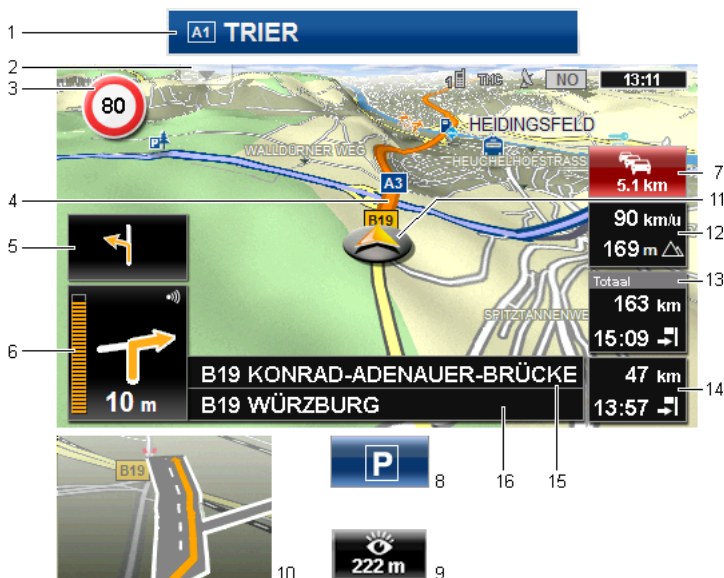 1
A1 TRIER
2
3
80
TMC
NO
13:11
HEIDINGSFELD
WALLDÜRNER WEG
HEUCHELHOFSTRASS
A3
5.1 km
7
4
11
B19
90 km/u
12
169 m
5
Totaal
13
163 km
SPITZTANNENWE
15:09
6
10 m
B19 KONRAD-ADENAUER-BRÜCKE
47 km
14
B19 WÜRZBURG
13:57
16
15
B19
10
P
8
222 m
9